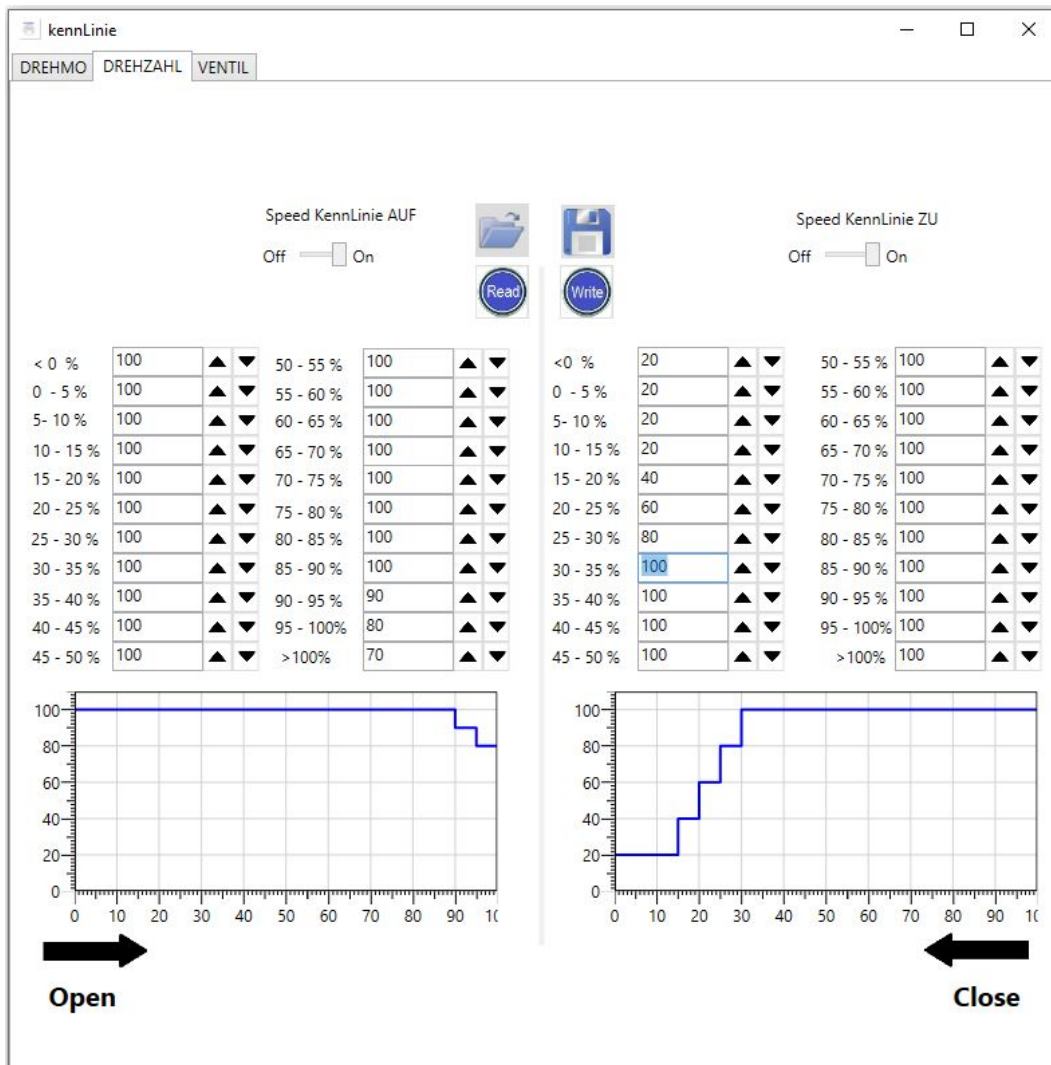 kennLinie
DREHMO DREHZAHL VENTIL
Speed KennLinie AUF
Off On
Speed KennLinie ZU
Off On
Read Write
< 0 % 100 50 - 55 % 100
0 - 5 % 100 55 - 60 % 100
5- 10 % 100 60 - 65 % 100
10 - 15 % 100 65 - 70 % 100
15 - 20 % 100 70 - 75 % 100
20 - 25 % 100 75 - 80 % 100
25 - 30 % 100 80 - 85 % 100
30 - 35 % 100 85 - 90 % 100
35 - 40 % 100 90 - 95 % 90
40 - 45 % 100 95 - 100% 80
45 - 50 % 100 >100% 70
<0 % 20 50 - 55 % 100
0 - 5 % 20 55 - 60 % 100
5- 10 % 20 60 - 65 % 100
10 - 15 % 20 65 - 70 % 100
15 - 20 % 40 70 - 75 % 100
20 - 25 % 60 75 - 80 % 100
25 - 30 % 80 80 - 85 % 100
30 - 35 % 100 85 - 90 % 100
35 - 40 % 100 90 - 95 % 100
40 - 45 % 100 95 - 100% 100
45 - 50 % 100 >100% 100
100
80
60
40
20
0
0 10 20 30 40 50 60 70 80 90 10
Open
100
80
60
40
20
0
0 10 20 30 40 50 60 70 80 90 10
Close